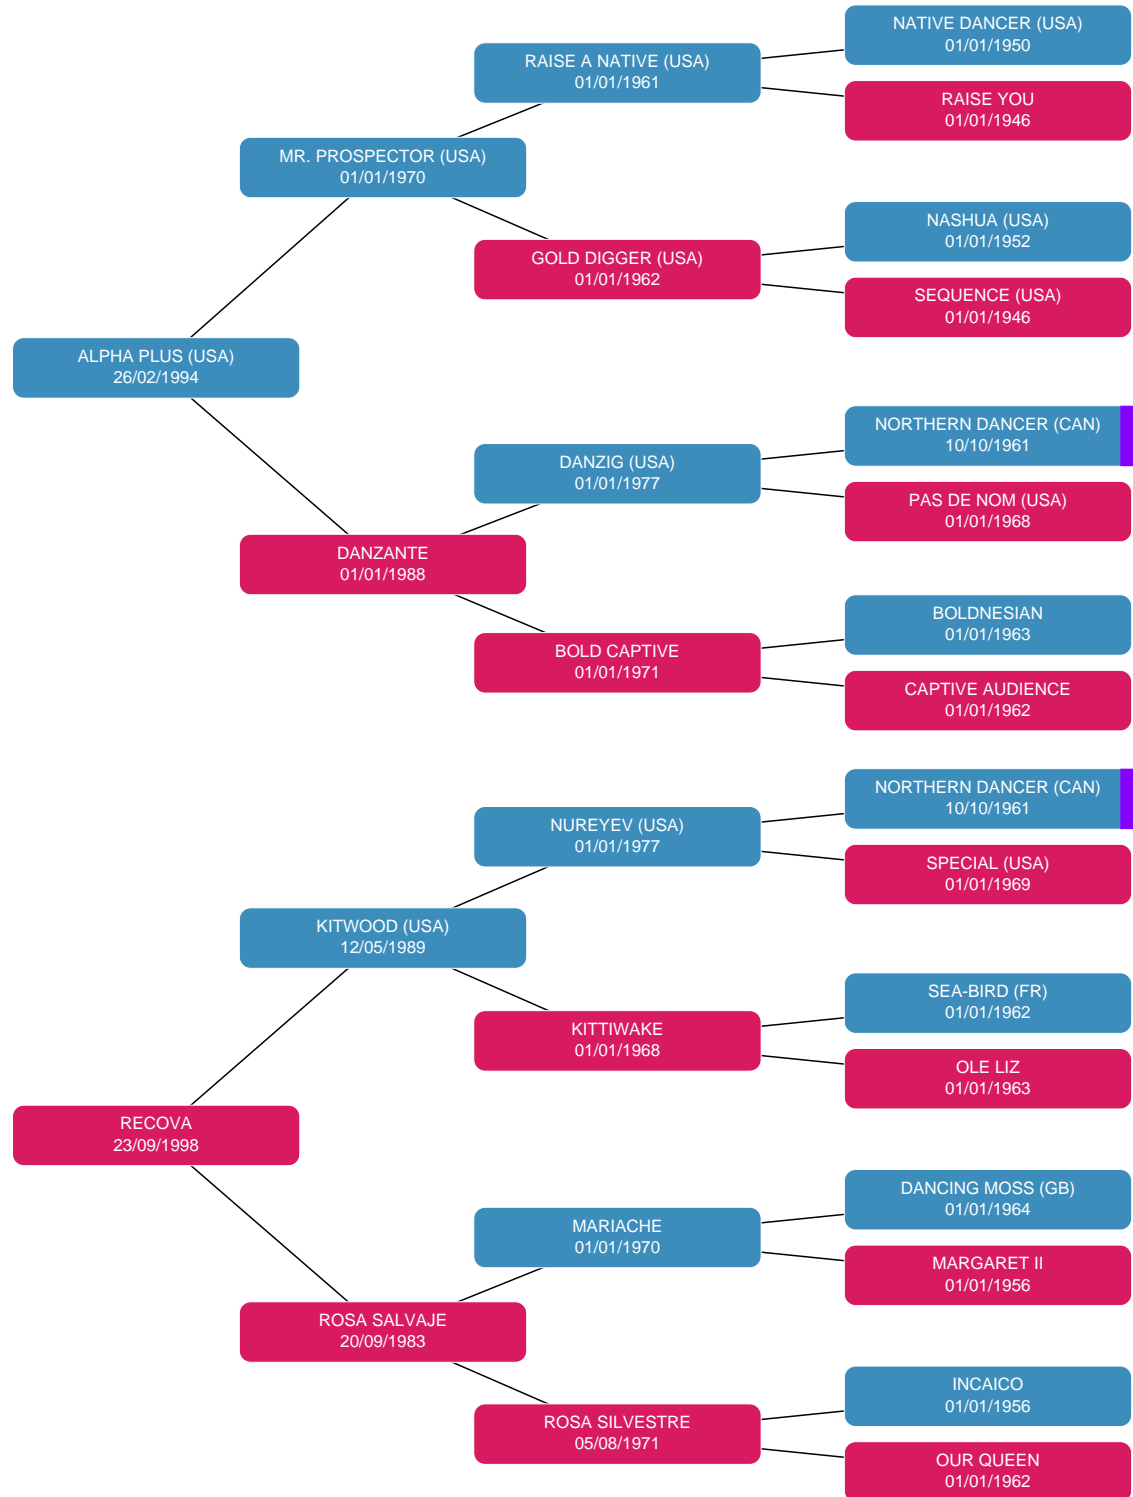 NATIVE DANCER (USA)
01/01/1950
RAISE A NATIVE (USA)
01/01/1961
RAISE YOU
01/01/1946
MR. PROSPECTOR (USA)
01/01/1970
NASHUA (USA)
01/01/1952
GOLD DIGGER (USA)
01/01/1962
SEQUENCE (USA)
01/01/1946
ALPHA PLUS (USA)
26/02/1994
NORTHERN DANCER (CAN)
10/10/1961
DANZIG (USA)
01/01/1977
PAS DE NOM (USA)
01/01/1968
DANZANTE
01/01/1988
BOLDNESIAN
01/01/1963
BOLD CAPTIVE
01/01/1971
CAPTIVE AUDIENCE
01/01/1962
NORTHERN DANCER (CAN)
10/10/1961
NUREYEV (USA)
01/01/1977
SPECIAL (USA)
01/01/1969
KITWOOD (USA)
12/05/1989
SEA-BIRD (FR)
01/01/1962
KITTIWAKE
01/01/1968
OLE LIZ
01/01/1963
RECOVA
23/09/1998
DANCING MOSS (GB)
01/01/1964
MARIACHE
01/01/1970
MARGARET II
01/01/1956
ROSA SALVAJE
20/09/1983
INCAICO
01/01/1956
ROSA SILVESTRE
05/08/1971
OUR QUEEN
01/01/1962